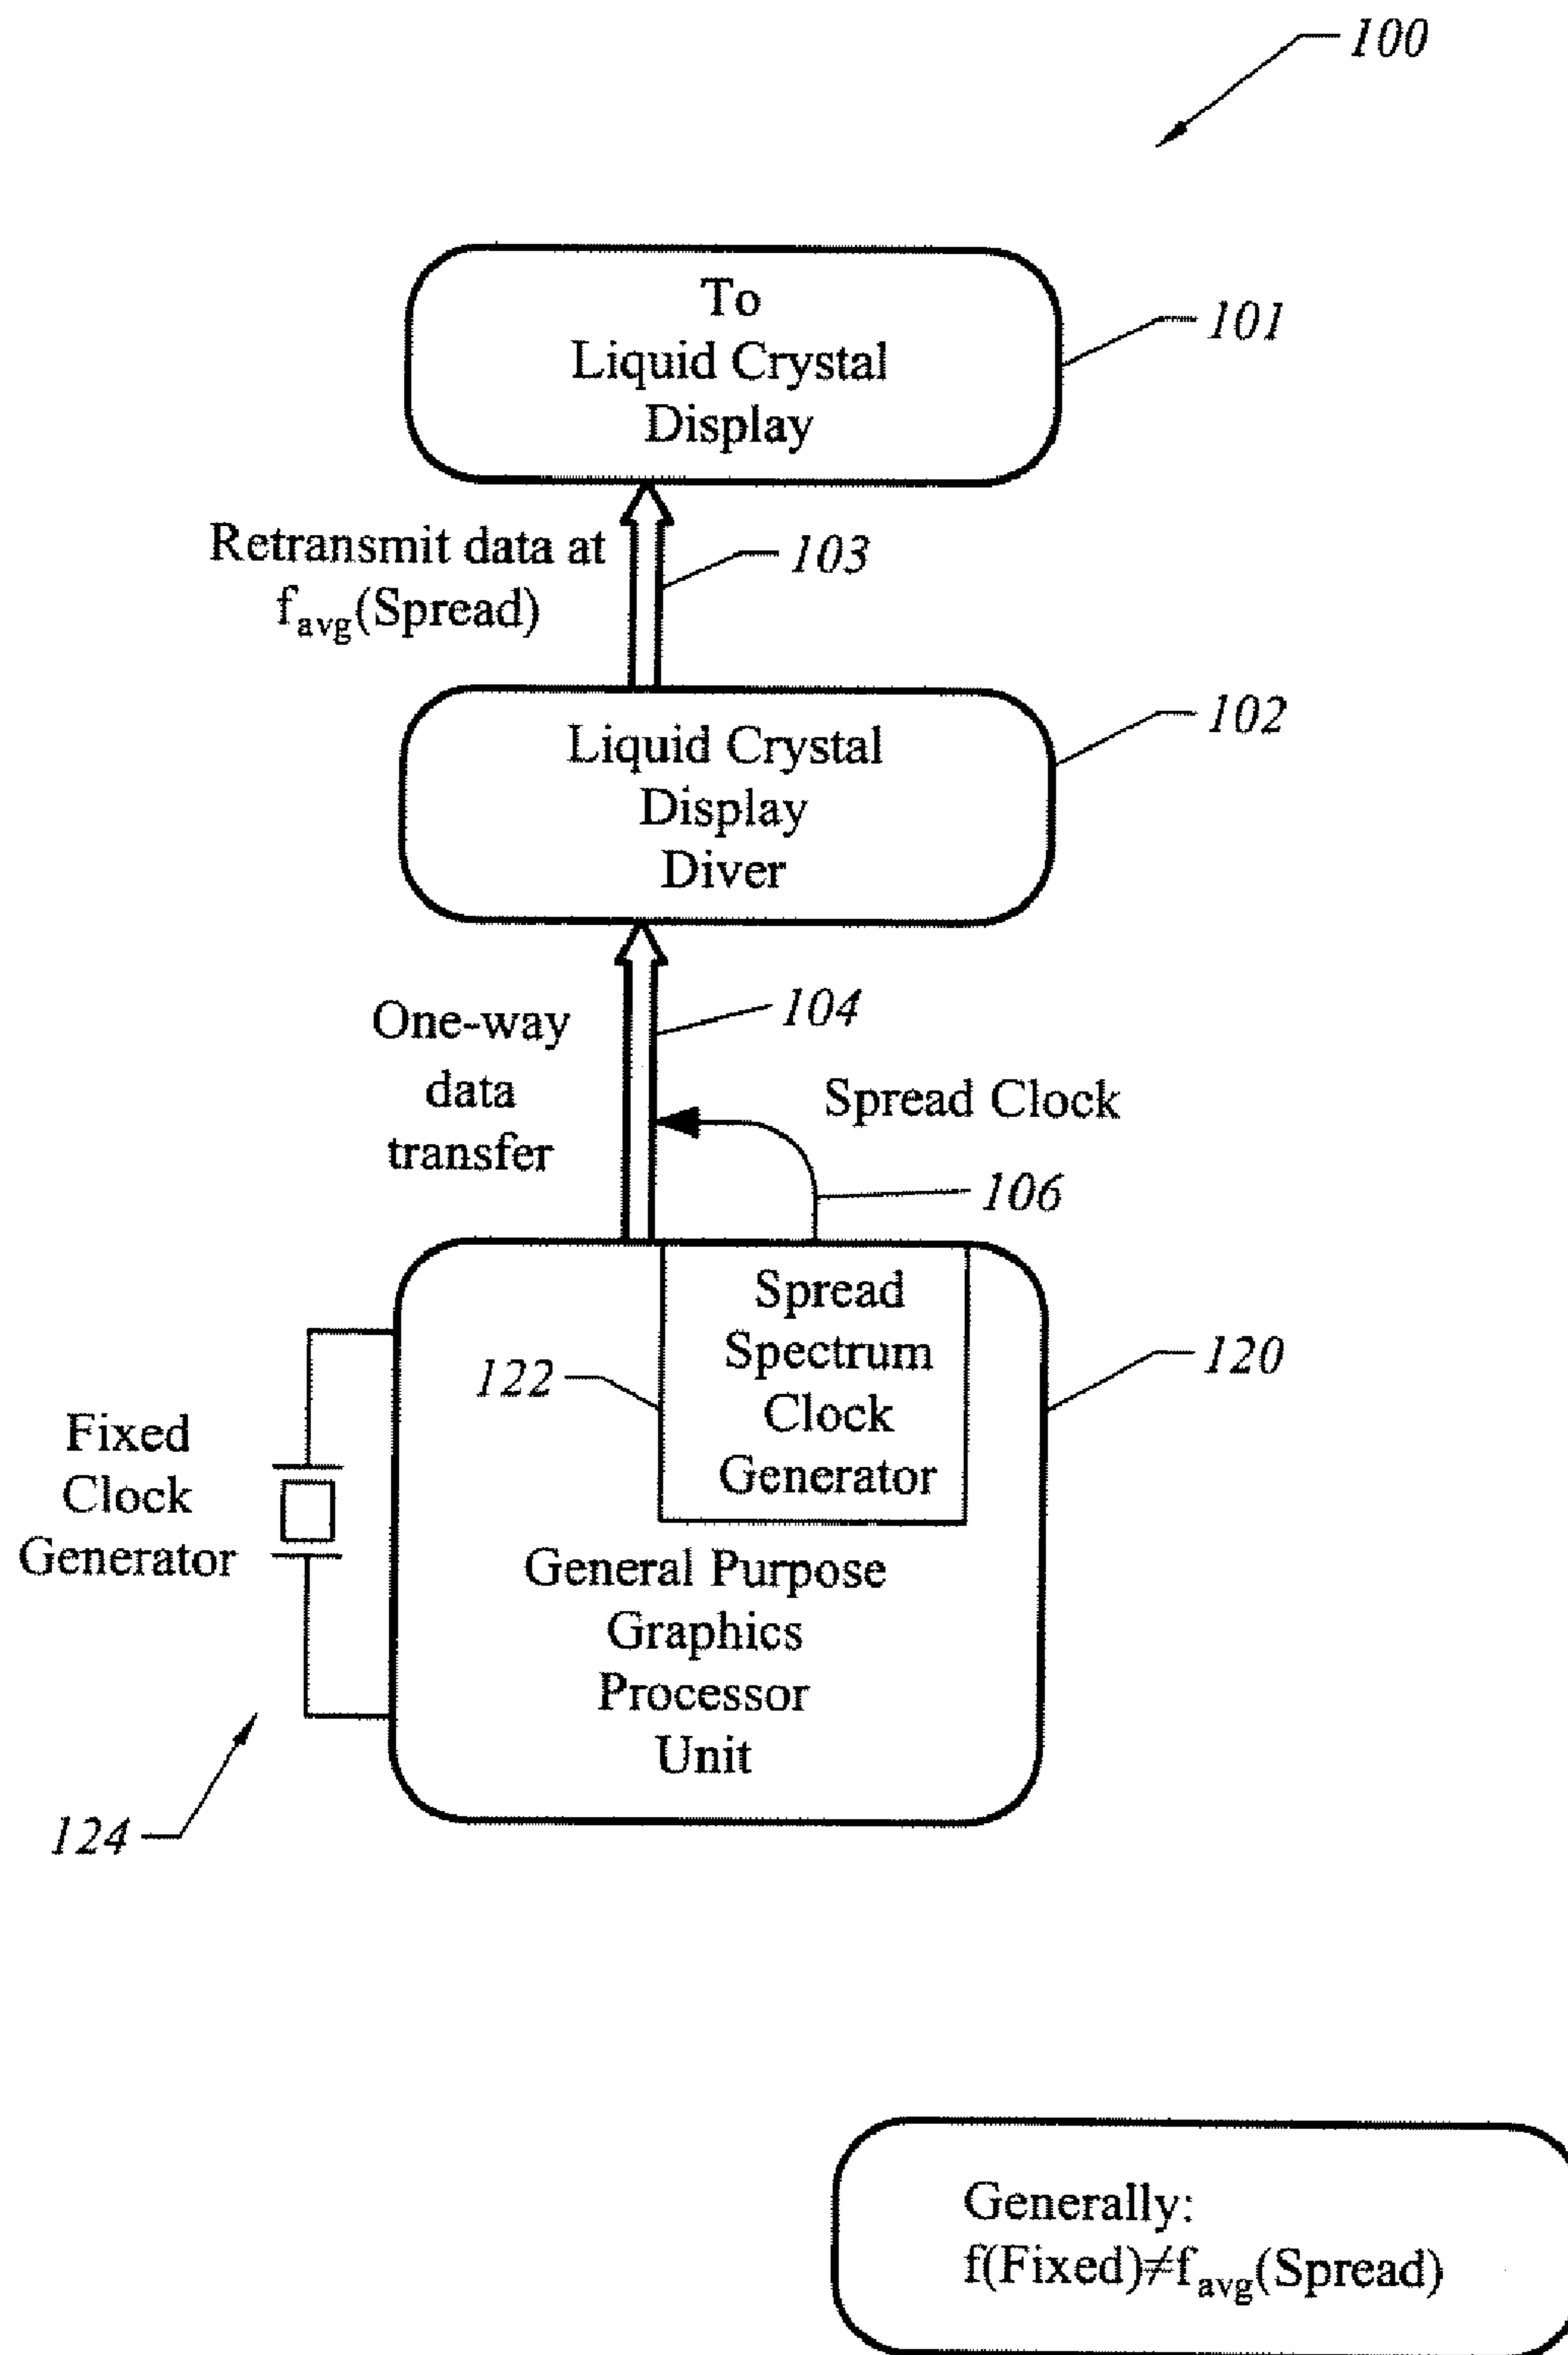 100
To
Liquid Crystal
Display
101
Retransmit data at
f_avg(Spread)
103
Liquid Crystal
Display
Diver
102
One-way
data
transfer
104
Spread Clock
106
Spread
Spectrum
Clock
Generator
122
120
Fixed
Clock
Generator
General Purpose
Graphics
Processor
Unit
124
Generally:
f(Fixed)≠f_avg(Spread)